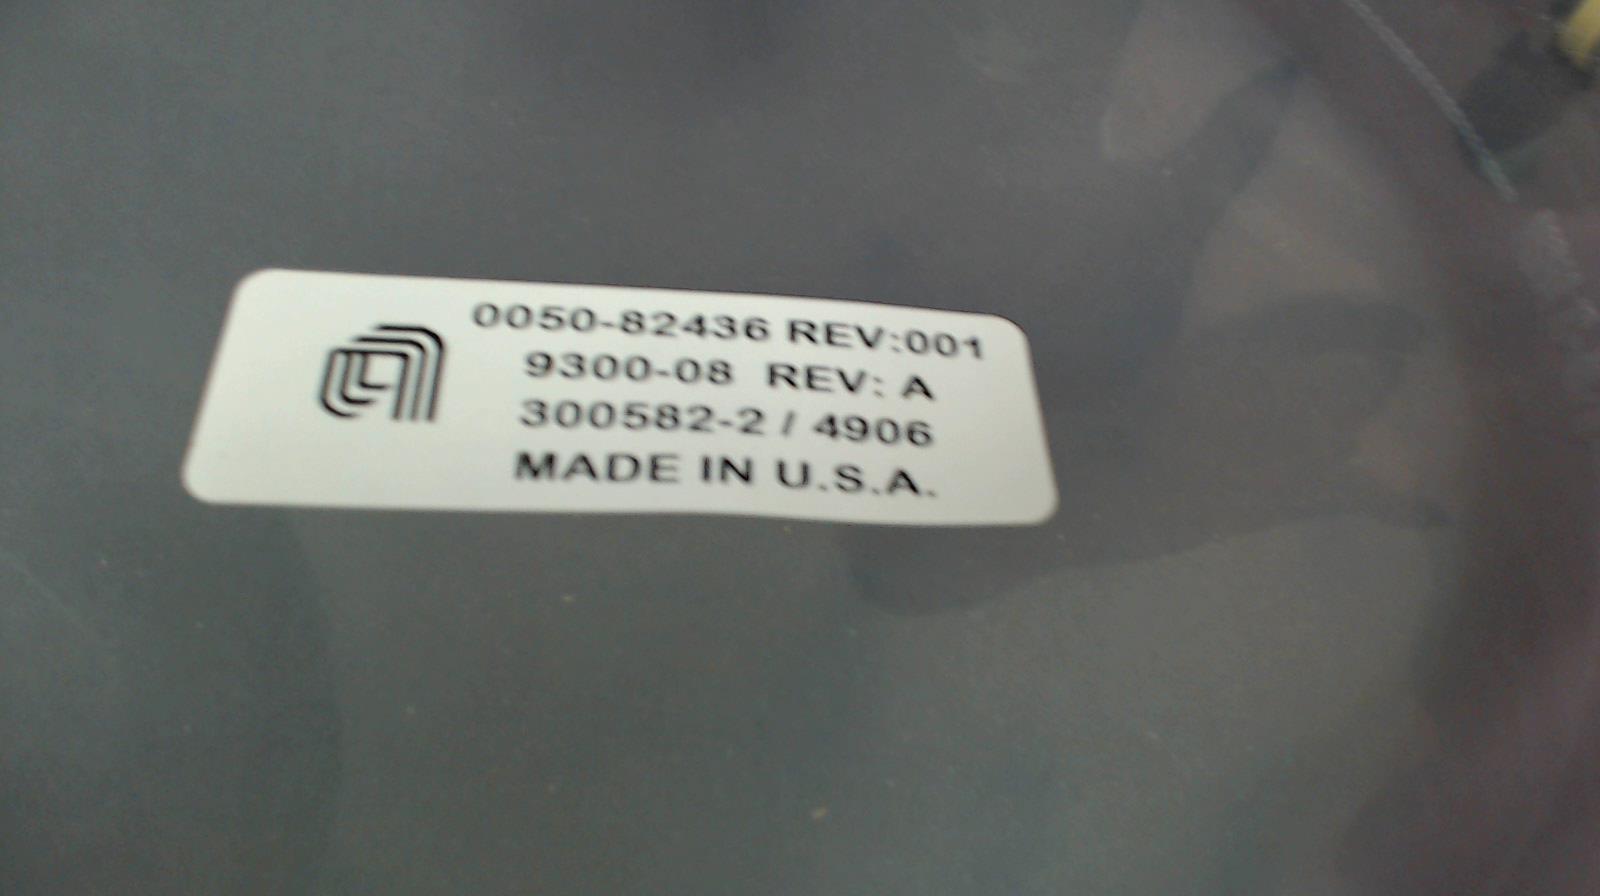 0050-82436 REV:001
9300-08 REV: A
300582-2 / 4906
MADE IN U.S.A.